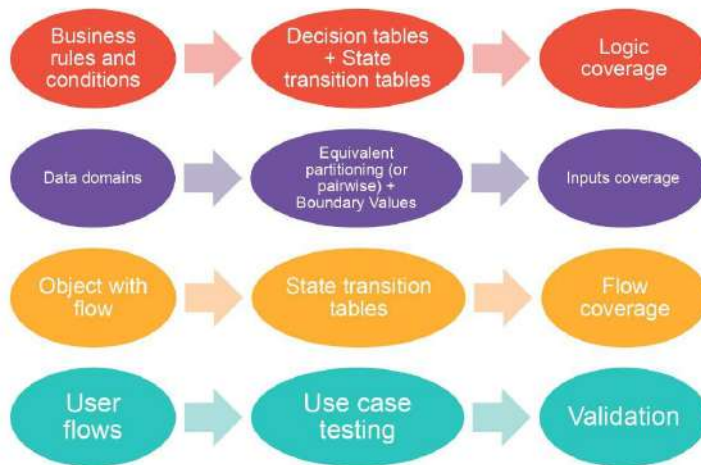 Business
rules and
conditions
Decision tables
+ State
transition tables
Logic
coverage
Data domains
Equivalent
partitioning (or
pairwise) +
Boundary Values
Inputs coverage
Object with
flow
State transition
tables
Flow
coverage
User
flows
Use case
testing
Validation